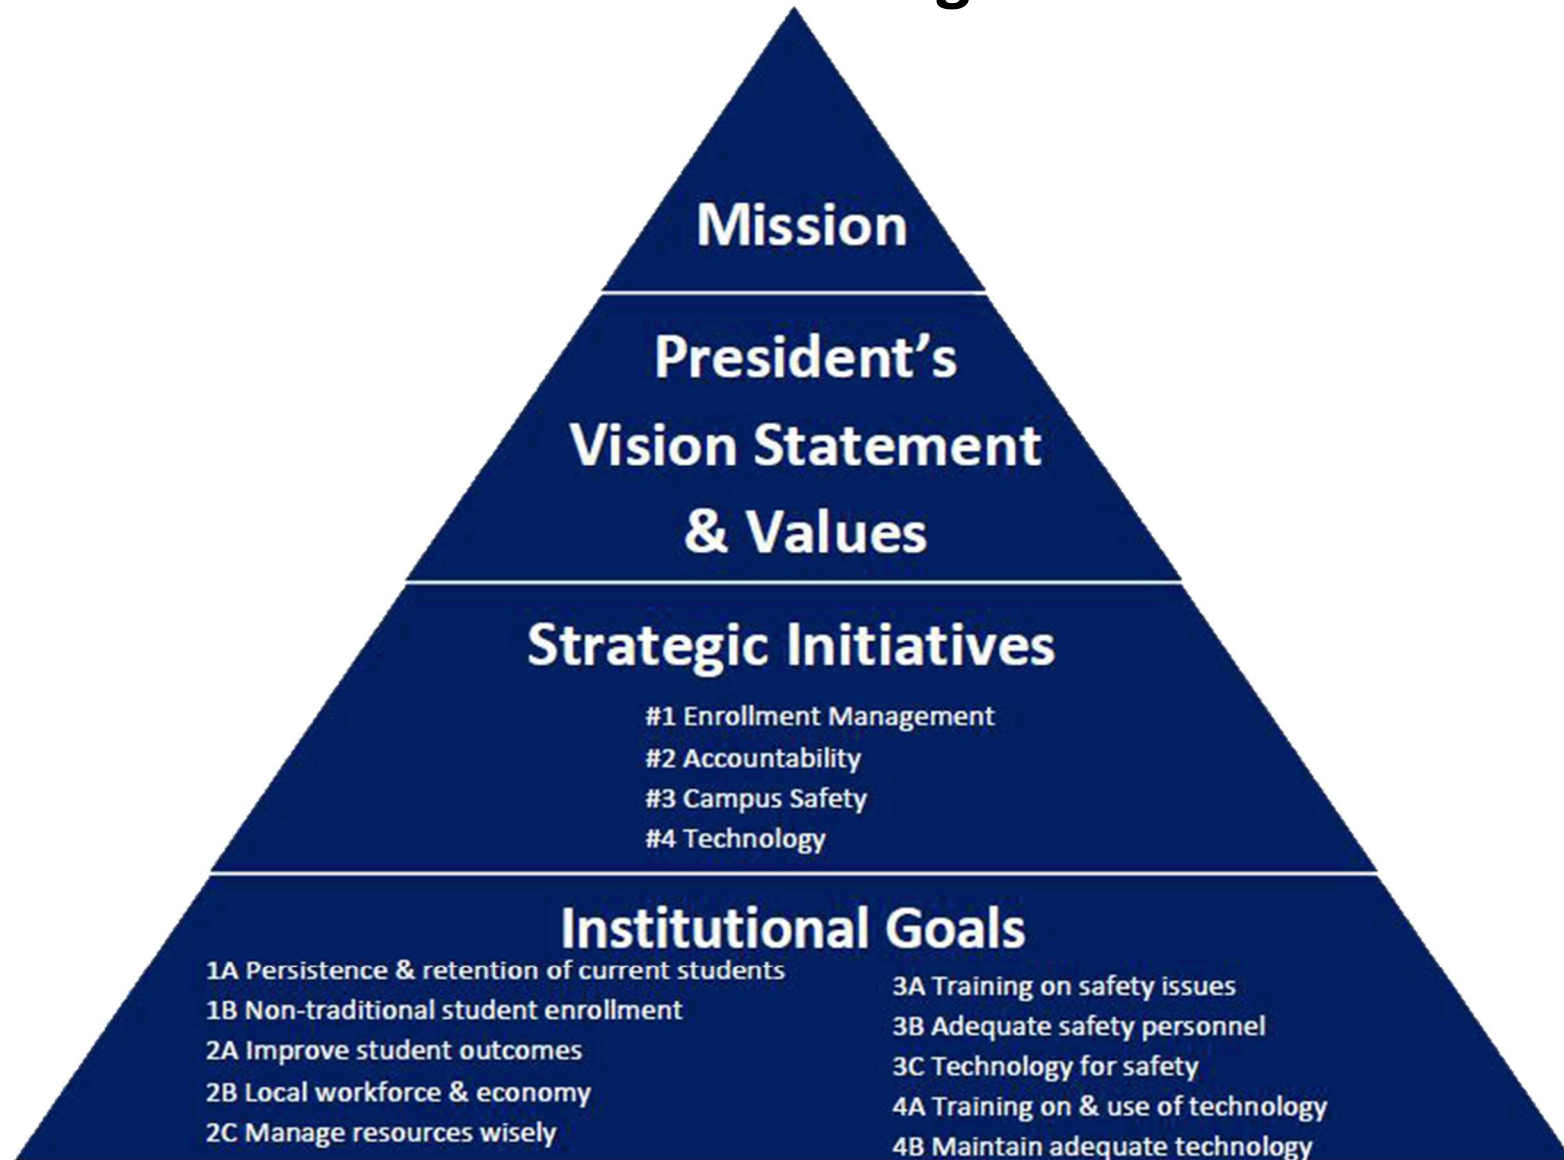 Mission
President’s
Vision Statement
& Values
Strategic Initiatives
#1 Enrollment Management
#2 Accountability
#3 Campus Safety
#4 Technology
Institutional Goals
1A Persistence & retention of current students
1B Non-traditional student enrollment
2A Improve student outcomes
2B Local workforce & economy
2C Manage resources wisely
3A Training on safety issues
3B Adequate safety personnel
3C Technology for safety
4A Training on & use of technology
4B Maintain adequate technology